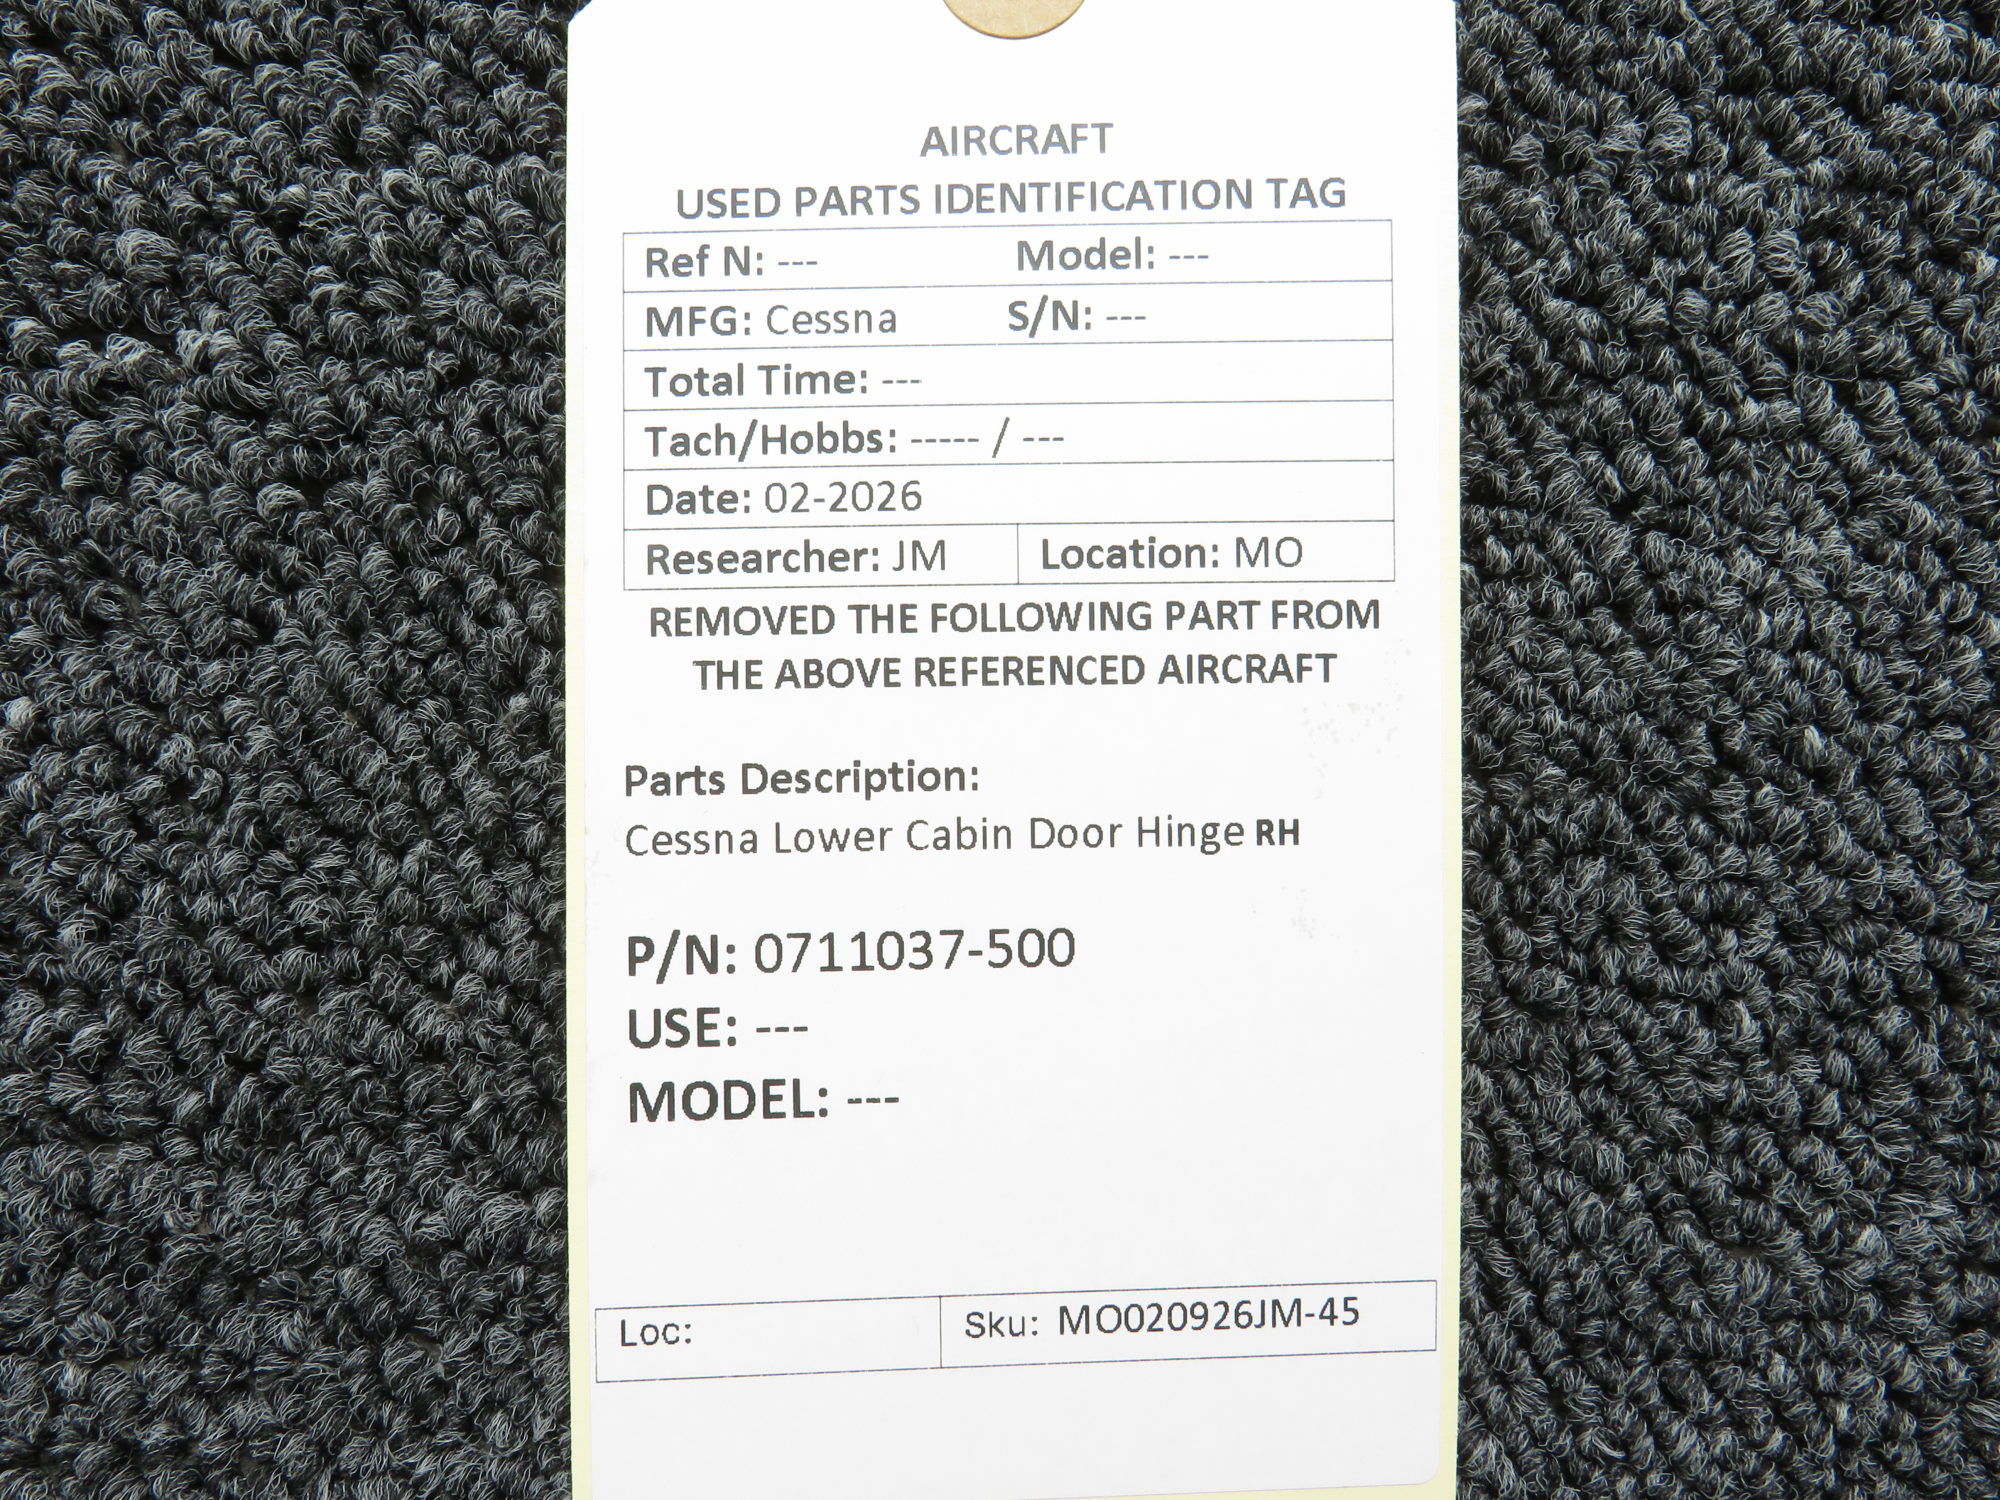 AIRCRAFT
USED PARTS IDENTIFICATION TAG
Ref N: --- Model: ---
MFG: Cessna S/N: ---
Total Time: ---
Tach/Hobbs: ----- / ---
Date: 02-2026
Researcher: JM Location: MO
REMOVED THE FOLLOWING PART FROM
THE ABOVE REFERENCED AIRCRAFT
Parts Description:
Cessna Lower Cabin Door Hinge RH
P/N: 0711037-500
USE: ---
MODEL: ---
Loc: Sku: MO020926JM-45